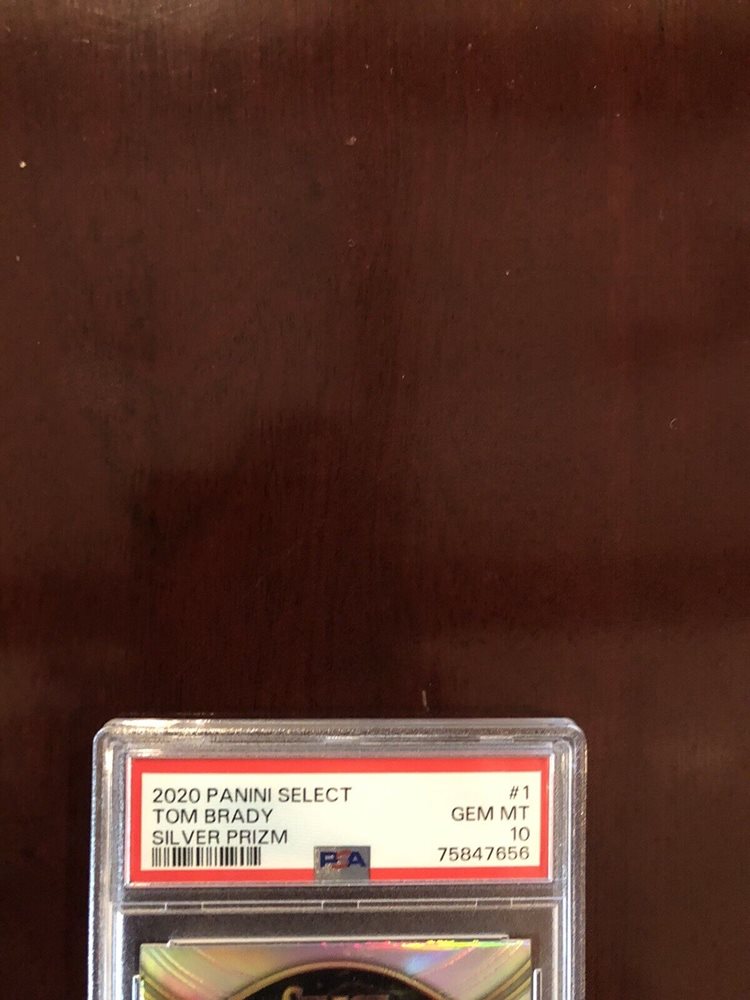 2020 PANINI SELECT #1
TOM BRADY GEM MT
SILVER PRIZM 10
75847656
PSA